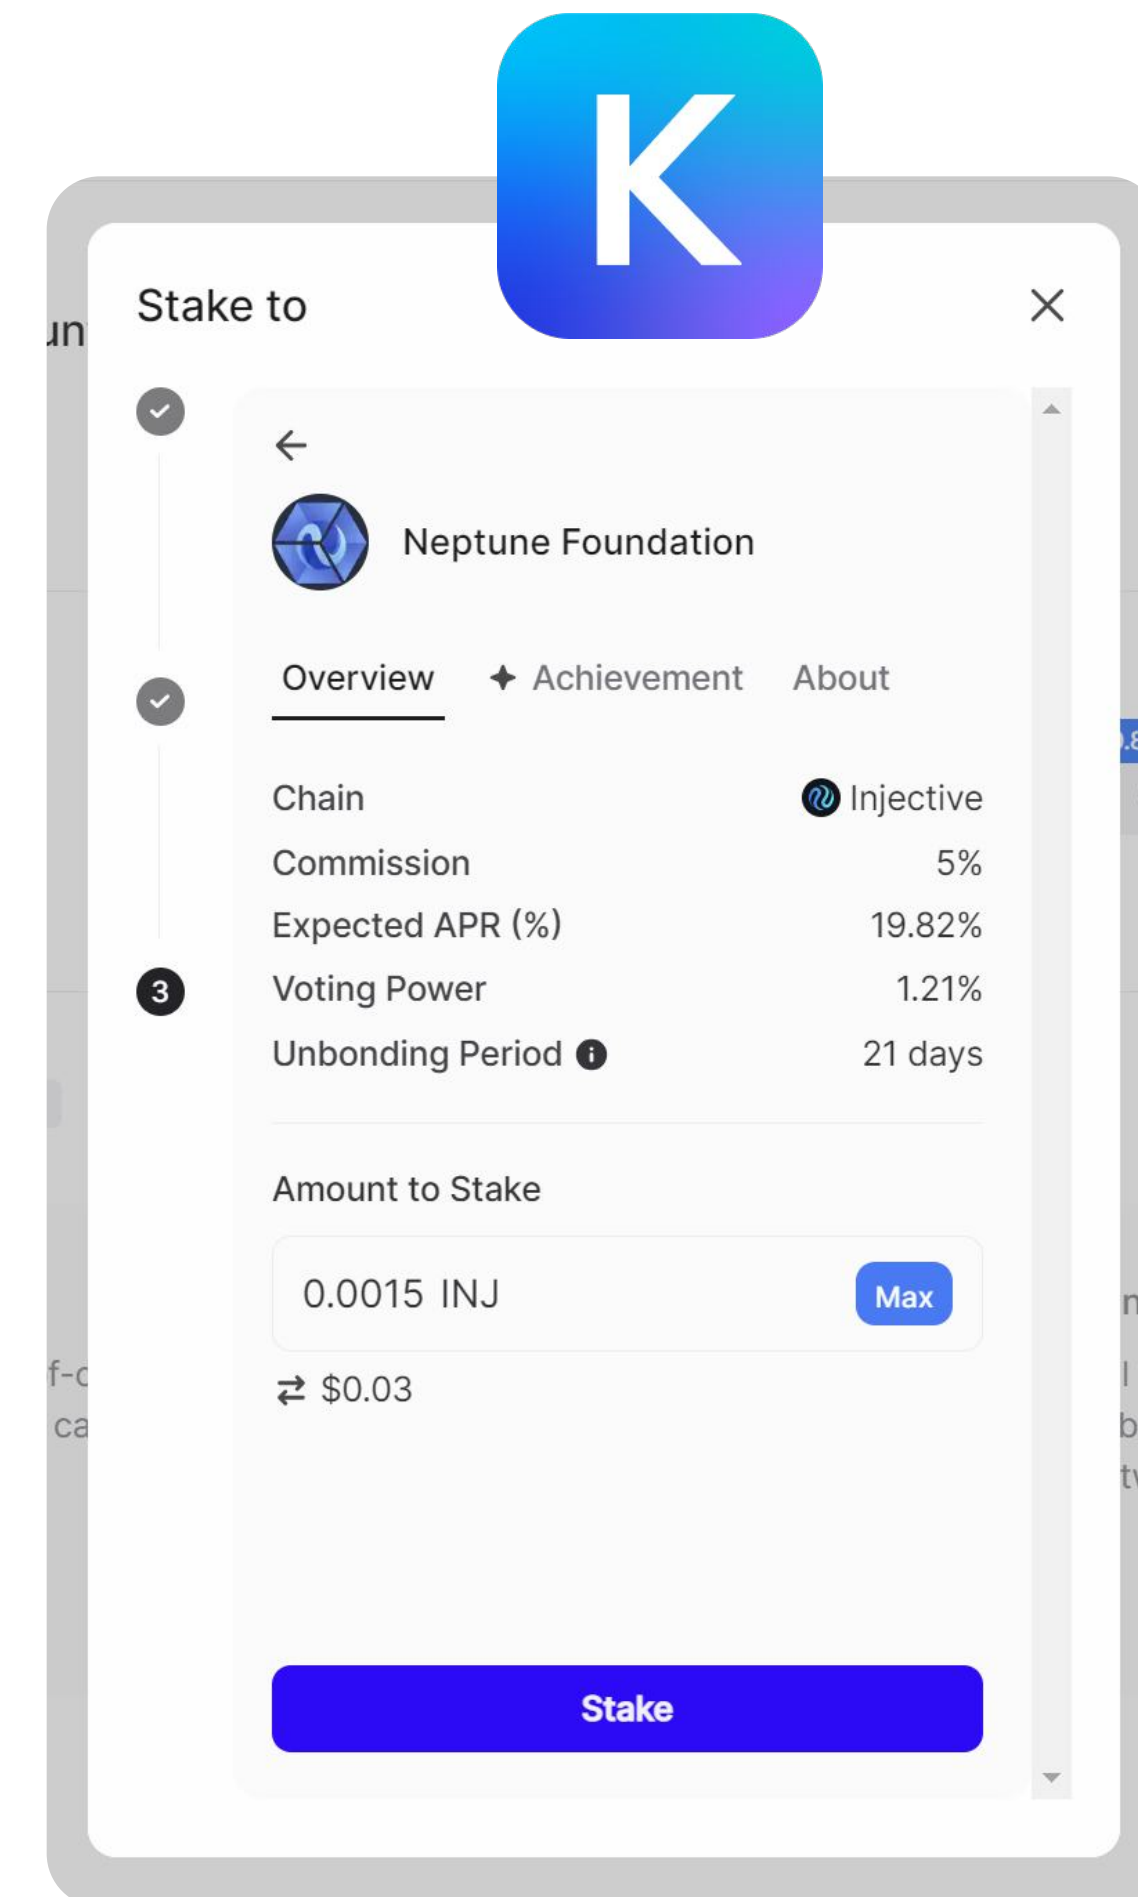 K
Stake to
Neptune Foundation
Overview
Achievement
About
Chain
Injective
Commission
5%
Expected APR (%)
19.82%
Voting Power
1.21%
3
Unbonding Period
21 days
Amount to Stake
0.0015 INJ
Max
$0.03
Stake